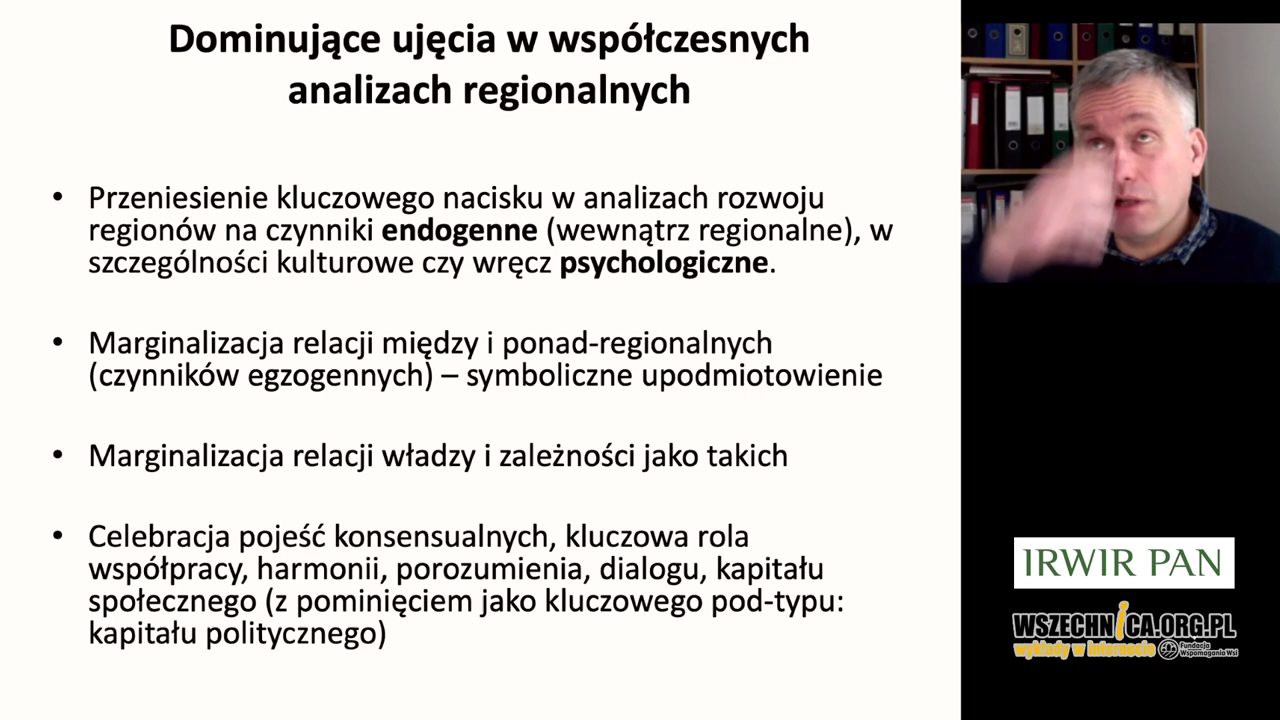 Dominujące ujęcia w współczesnych
analizach regionalnych
• Przeniesienie kluczowego nacisku w analizach rozwoju
regionów na czynniki endogenne (wewnątrz regionalne), w
szczególności kulturowe czy wręcz psychologiczne.
• Marginalizacja relacji między i ponad-regionalnych
(czynników egzogennych) – symboliczne upodmiotowienie
• Marginalizacja relacji władzy i zależności jako takich
• Celebracja pojeść konsensualnych, kluczowa rola
współpracy, harmonii, porozumienia, dialogu, kapitału
społecznego (z pominięciem jako kluczowego pod-typu:
kapitału politycznego)
IRWIR PAN
WSZECHNICA.ORG.PL
wykłady w internecie
Fundacja
Wspomagania Wsi